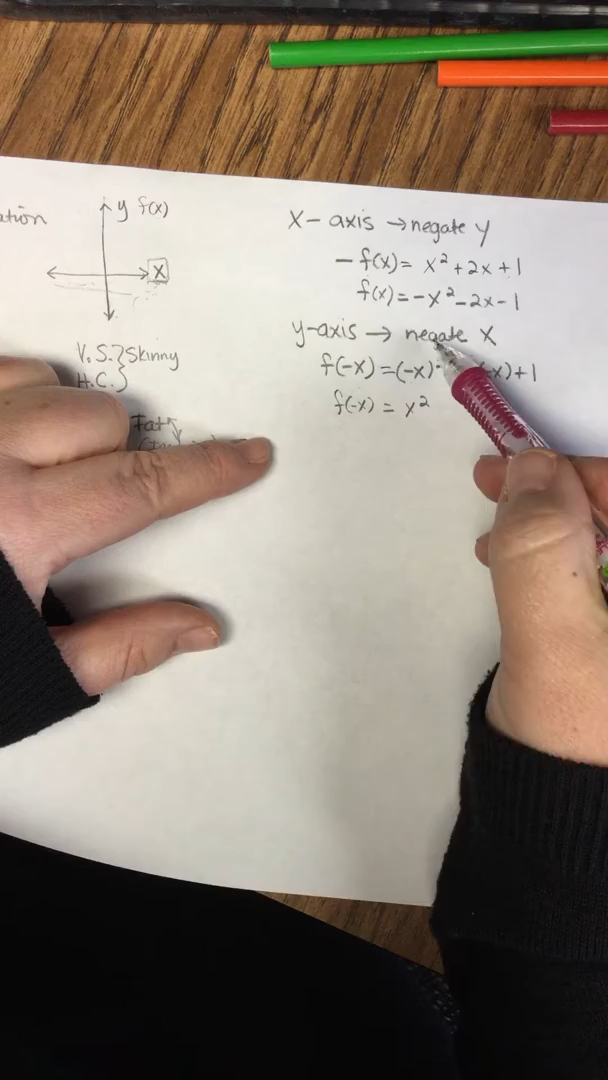 ation
y f(x)
x
V.S.} Skinny
H.C.}
Fat
x-axis → negate y
-f(x) = x² + 2x + 1
f(x) = -x² - 2x - 1
y-axis → negate x
f(-x) = (-x) x) + 1
f(-x) = x²